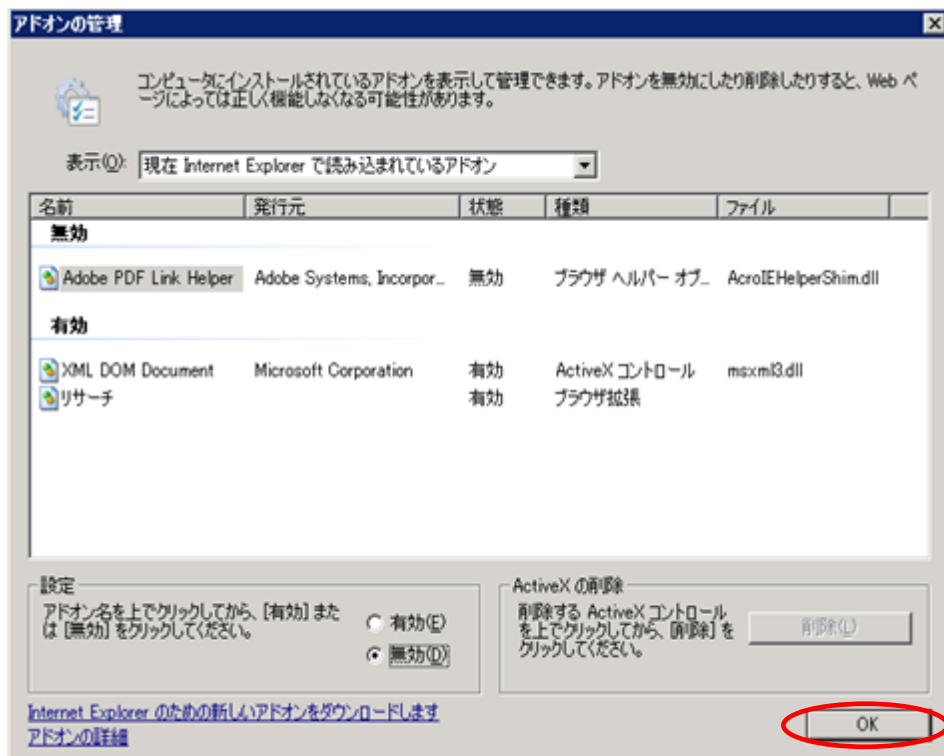 アドオンの管理
コンピュータにインストールされているアドオンを表示して管理できます。アドオンを無効にしたり削除したりすると、Web ペ
ージによっては正しく機能しなくなる可能性があります。
表示(O): 現在 Internet Explorer で読み込まれているアドオン
名前 発行元 状態 種類 ファイル
無効
Adobe PDF Link Helper Adobe Systems, Incorpor... 無効 ブラウザ ヘルパー オブ... AcroIEHelperShim.dll
有効
XML DOM Document Microsoft Corporation 有効 ActiveX コントロール msxml3.dll
リサーチ 有効 ブラウザ拡張
設定
アドオン名を上でクリックしてから、[有効] また
は [無効] をクリックしてください。
有効(E)
無効(D)
ActiveX の削除
削除する ActiveX コントロール
を上でクリックしてから、[削除] を
クリックしてください。
削除(L)
Internet Explorer のための新しいアドオンをダウンロードします
アドオンの詳細
OK